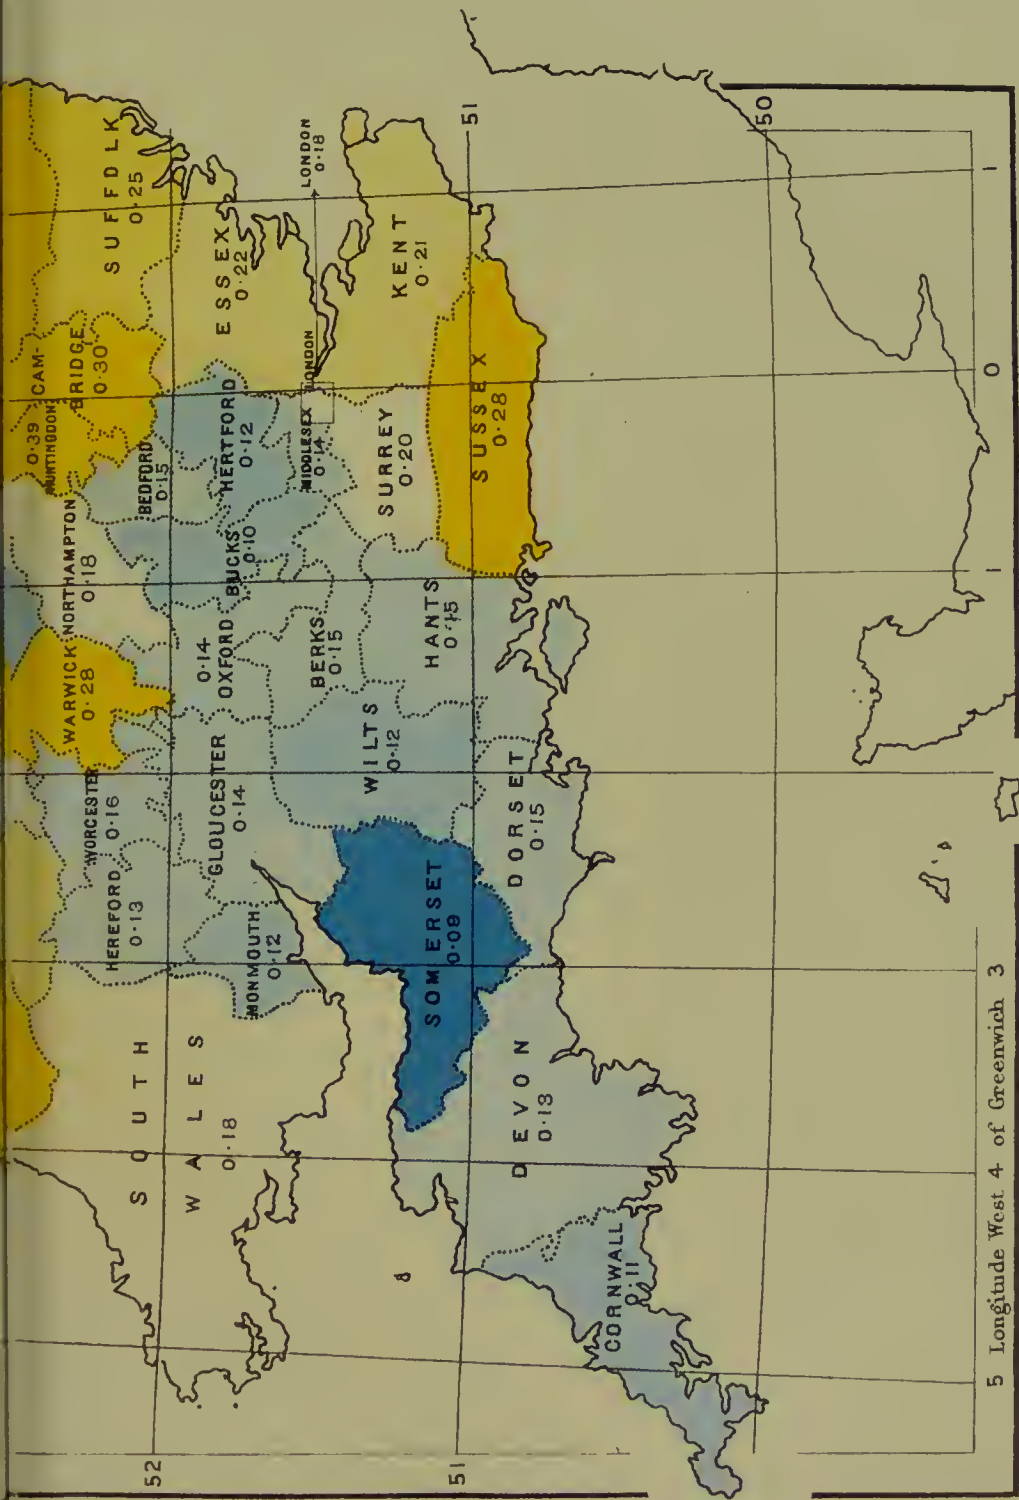 0·39
HUNTINGDON
CAM-
BRIDGE
0·30
SUFFOLK
0·25
WARWICK
0·28
NORTHAMPTON
0·18
BEDFORD
0·15
WORCESTER
0·16
HEREFORD
0·13
SOUTH
WALES
0·18
MONMOUTH
0·12
GLOUCESTER
0·14
0·14
OXFORD
BUCKS
0·10
HERTFORD
0·12
ESSEX
0·22
MIDDLESEX
0·14
LONDON
LONDON
0·18
BERKS
0·15
WILTS
0·12
SURREY
0·20
KENT
0·21
HANTS
0·15
SUSSEX
0·28
SOMERSET
0·09
DORSET
0·15
DEVON
0·13
CORNWALL
0·11
52
51
51
50
5 Longitude West 4 of Greenwich 3
1
0
1